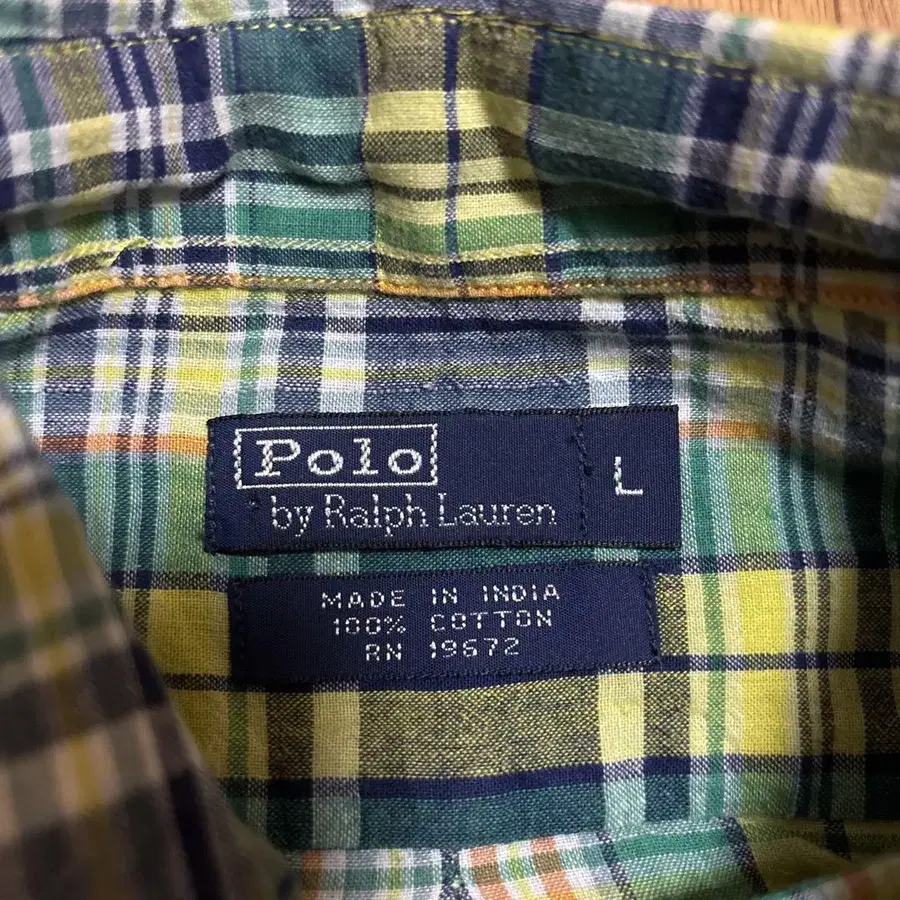 Polo
by Ralph Lauren
L
MADE IN INDIA
100% COTTON
RN 19672